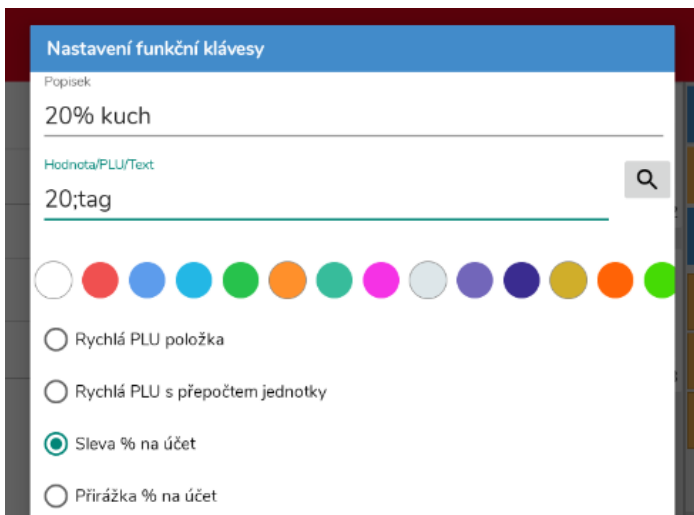 Nastavení funkční klávesy
Popisek
20% kuch
Hodnota/PLU/Text
20;tag
Rychlá PLU položka
Rychlá PLU s přepočtem jednotky
Sleva % na účet
Přirážka % na účet